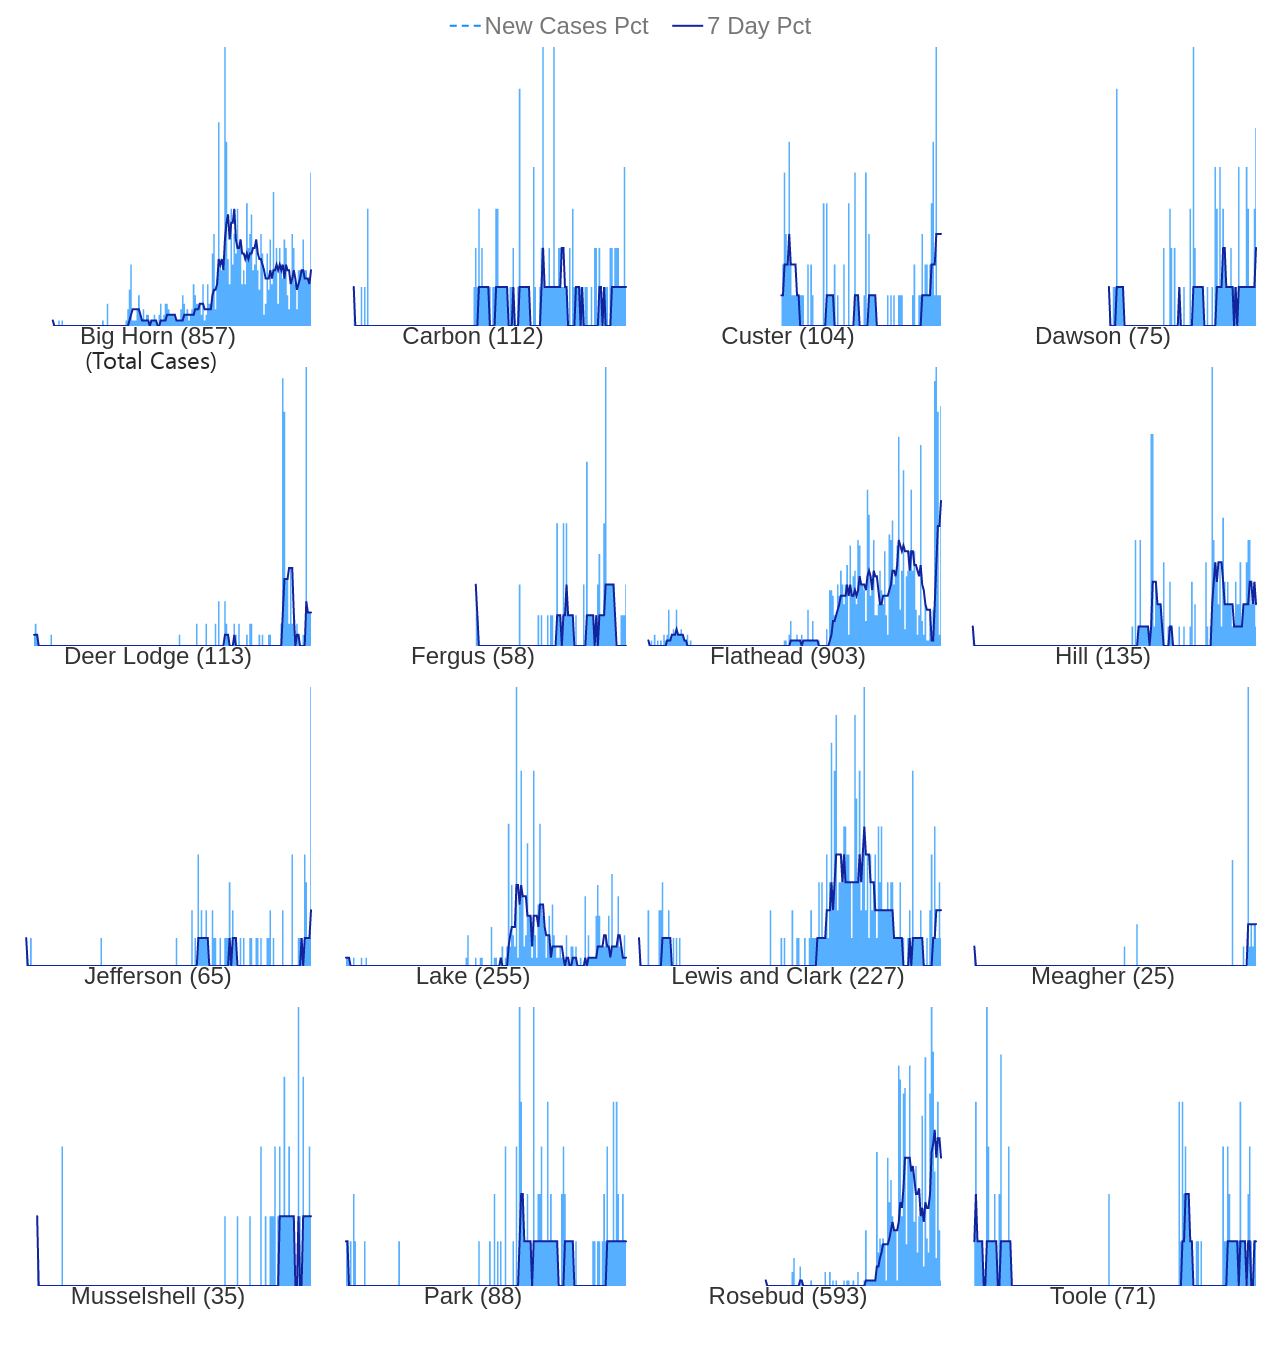 New Cases Pct 7 Day Pct
Big Horn (857) Carbon (112) Custer (104) Dawson (75)
(Total Cases)
Deer Lodge (113) Fergus (58) Flathead (903) Hill (135)
Jefferson (65) Lake (255) Lewis and Clark (227) Meagher (25)
Musselshell (35) Park (88) Rosebud (593) Toole (71)